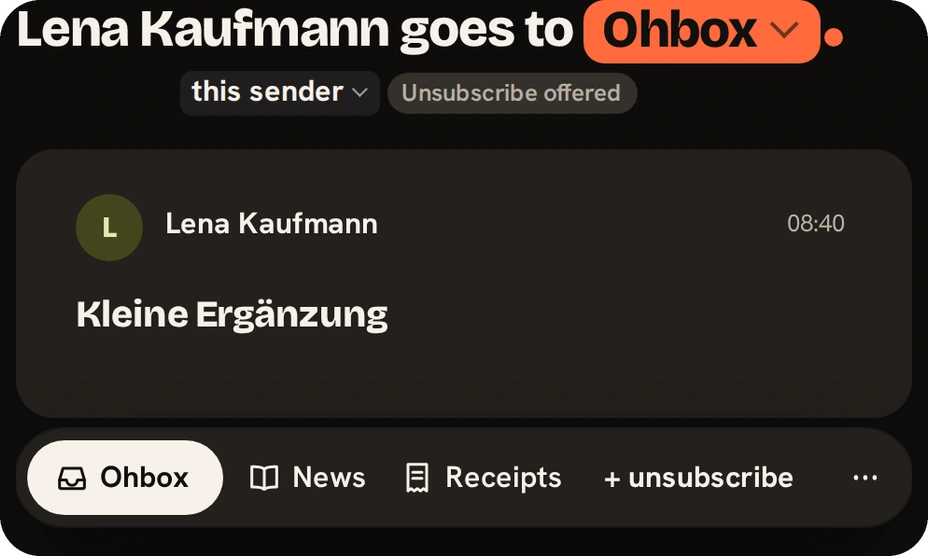 Lena Kaufmann goes to Ohbox.
this sender Unsubscribe offered
L Lena Kaufmann 08:40
Kleine Ergänzung
Ohbox News Receipts + unsubscribe ...